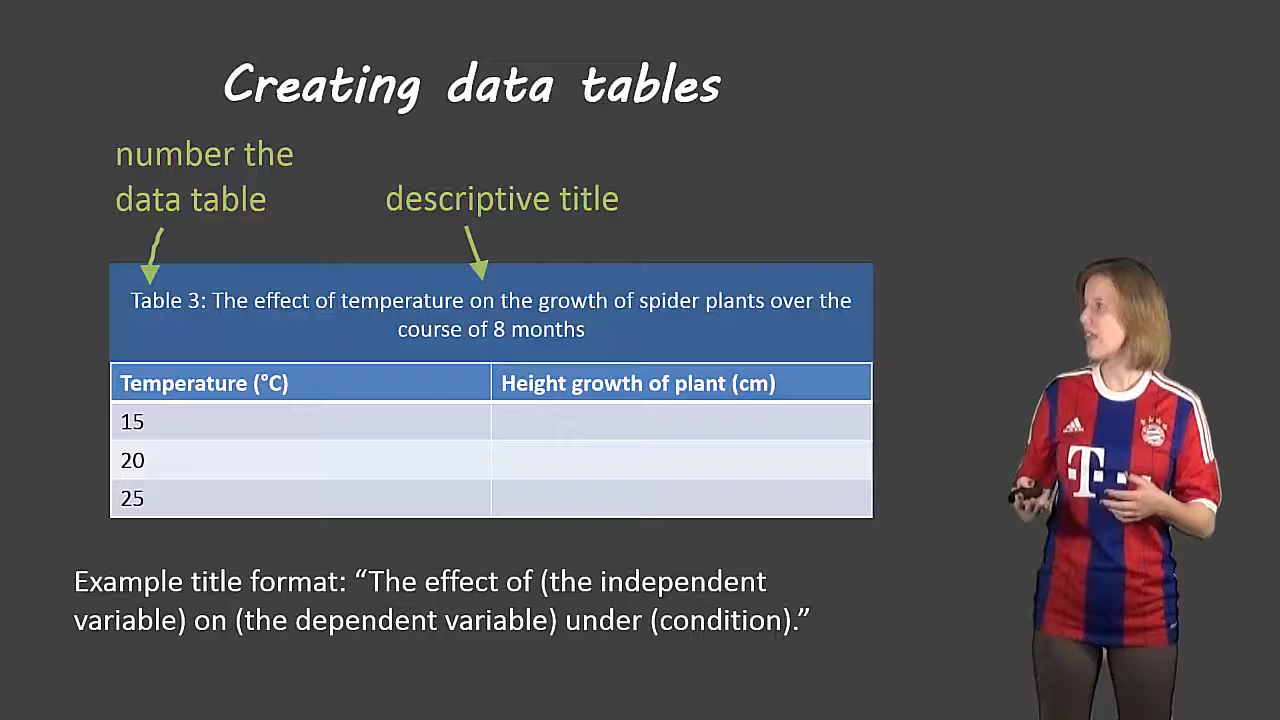 Creating data tables
number the
data table
descriptive title
Table 3: The effect of temperature on the growth of spider plants over the
course of 8 months
Temperature (°C)
Height growth of plant (cm)
15
20
25
Example title format: “The effect of (the independent
variable) on (the dependent variable) under (condition).”
T